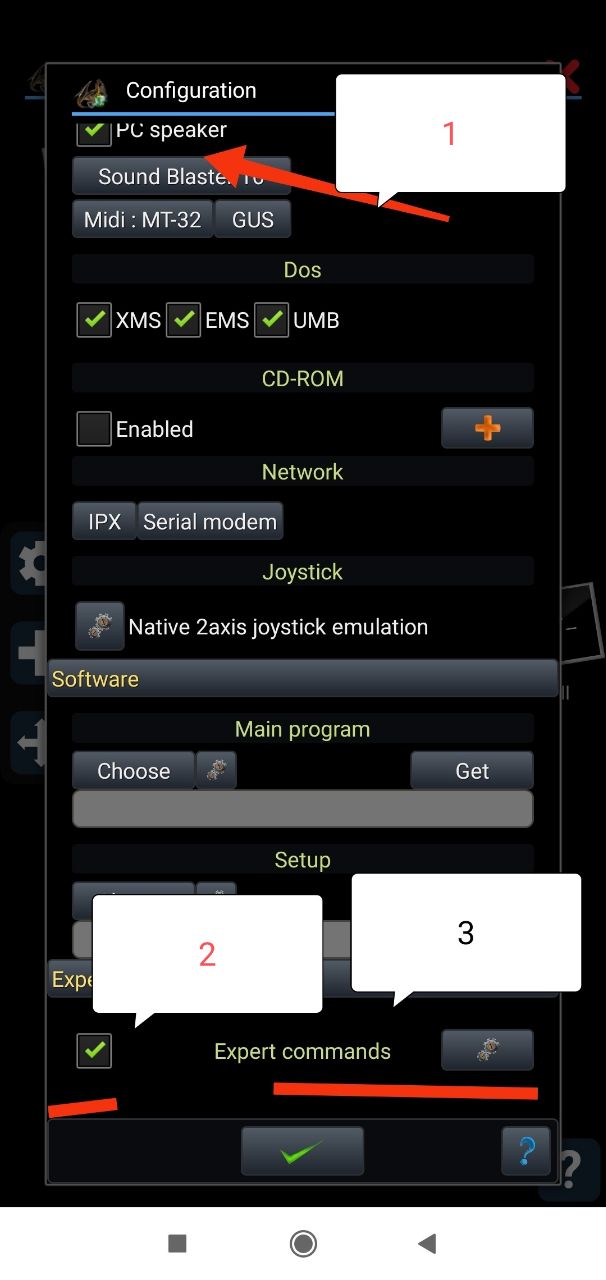 Configuration
1
PC speaker
Sound Blaster 16
Midi : MT-32 GUS
Dos
XMS EMS UMB
CD-ROM
Enabled
Network
IPX Serial modem
Joystick
Native 2axis joystick emulation
Software
Main program
Choose Get
Setup
2
3
Expert commands
?
?